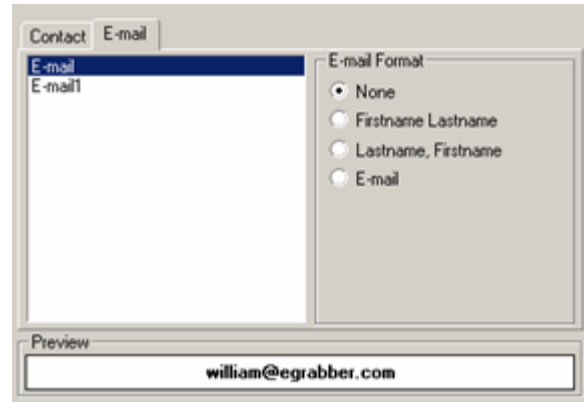 Contact E-mail
E-mail
E-mail1
E-mail Format
None
Firstname Lastname
Lastname, Firstname
E-mail
Preview
william@egrabber.com